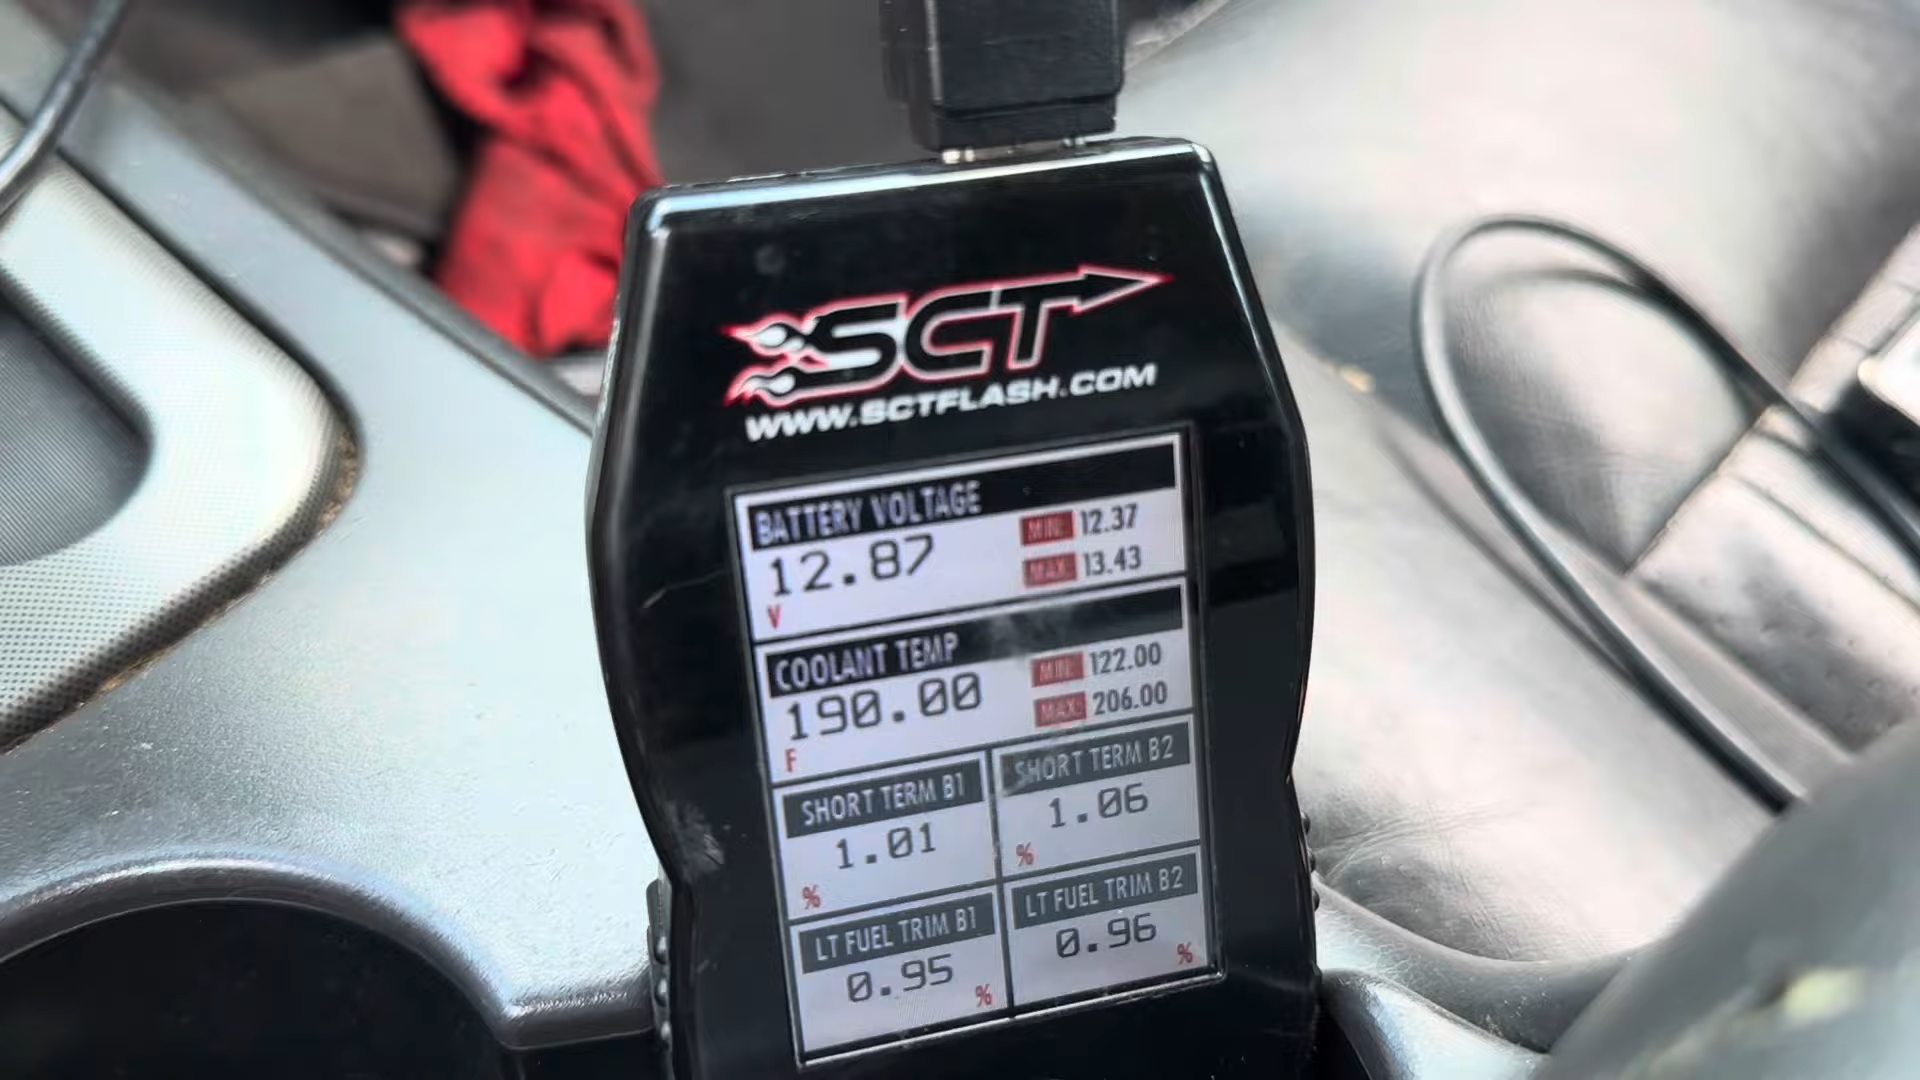 SCT
WWW.SCTFLASH.COM
BATTERY VOLTAGE
12.87
V
MIN: 12.37
MAX: 13.43
COOLANT TEMP
190.00
F
MIN: 122.00
MAX: 206.00
SHORT TERM B1
1.01
%
SHORT TERM B2
1.06
%
LT FUEL TRIM B1
0.95
%
LT FUEL TRIM B2
0.96
%